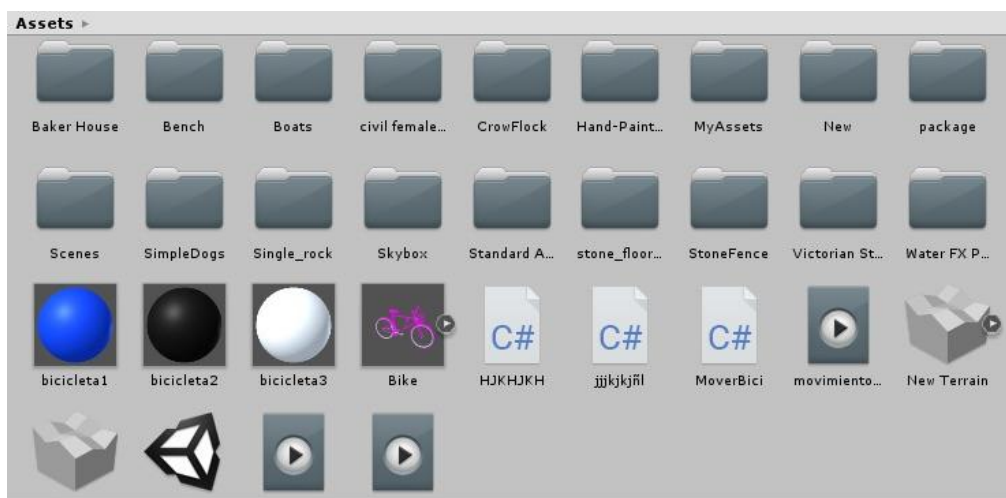 Assets
Baker House Bench Boats civil female... CrowFlock Hand-Paint... MyAssets New package
Scenes SimpleDogs Single_rock Skybox Standard A... stone_floor... StoneFence Victorian St... Water FX P...
C# C# C#
bicicleta1 bicicleta2 bicicleta3 Bike HJKHJKH jjjkjkjñl MoverBici movimiento... New Terrain